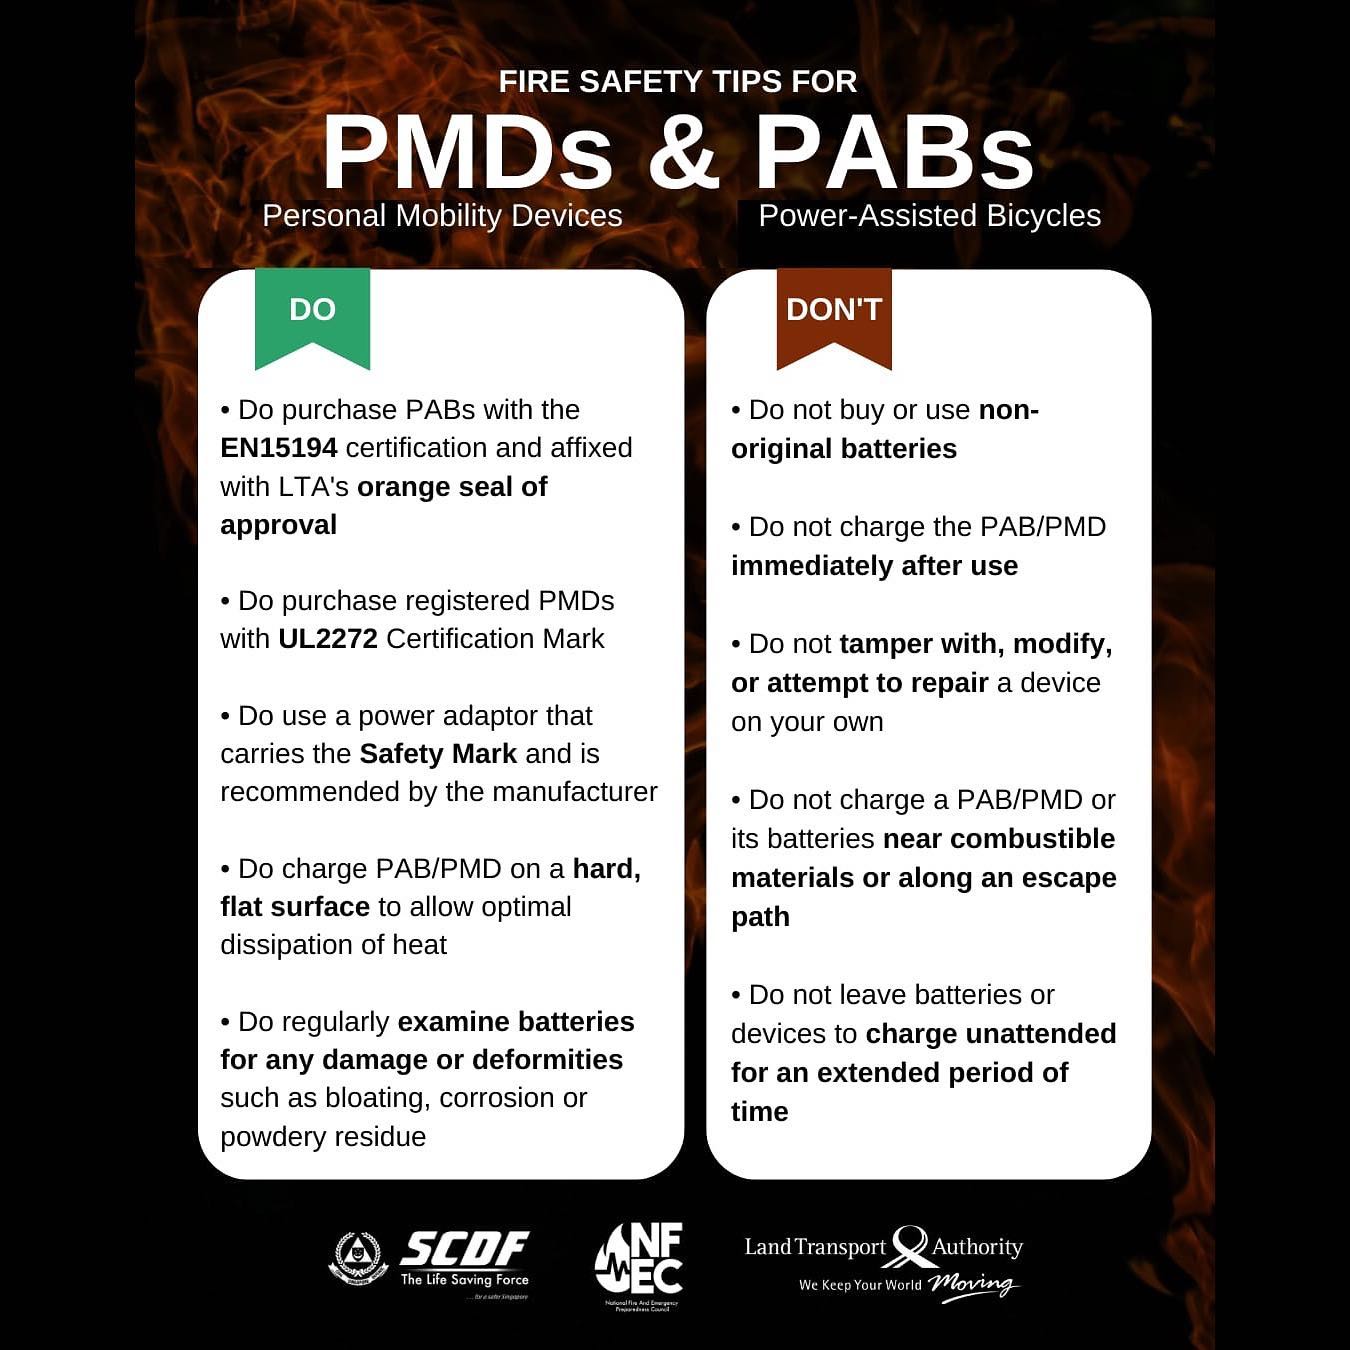 FIRE SAFETY TIPS FOR
PMDs & PABs
Personal Mobility Devices
Power-Assisted Bicycles
DO
• Do purchase PABs with the
EN15194 certification and affixed
with LTA's orange seal of
approval
• Do purchase registered PMDs
with UL2272 Certification Mark
• Do use a power adaptor that
carries the Safety Mark and is
recommended by the manufacturer
• Do charge PAB/PMD on a hard,
flat surface to allow optimal
dissipation of heat
• Do regularly examine batteries
for any damage or deformities
such as bloating, corrosion or
powdery residue
DON'T
• Do not buy or use non-
original batteries
• Do not charge the PAB/PMD
immediately after use
• Do not tamper with, modify,
or attempt to repair a device
on your own
• Do not charge a PAB/PMD or
its batteries near combustible
materials or along an escape
path
• Do not leave batteries or
devices to charge unattended
for an extended period of
time
SCDF
The Life Saving Force
...for a safer Singapore
NF
EC
National Fire And Emergency
Preparedness Council
Land Transport Authority
We Keep Your World Moving